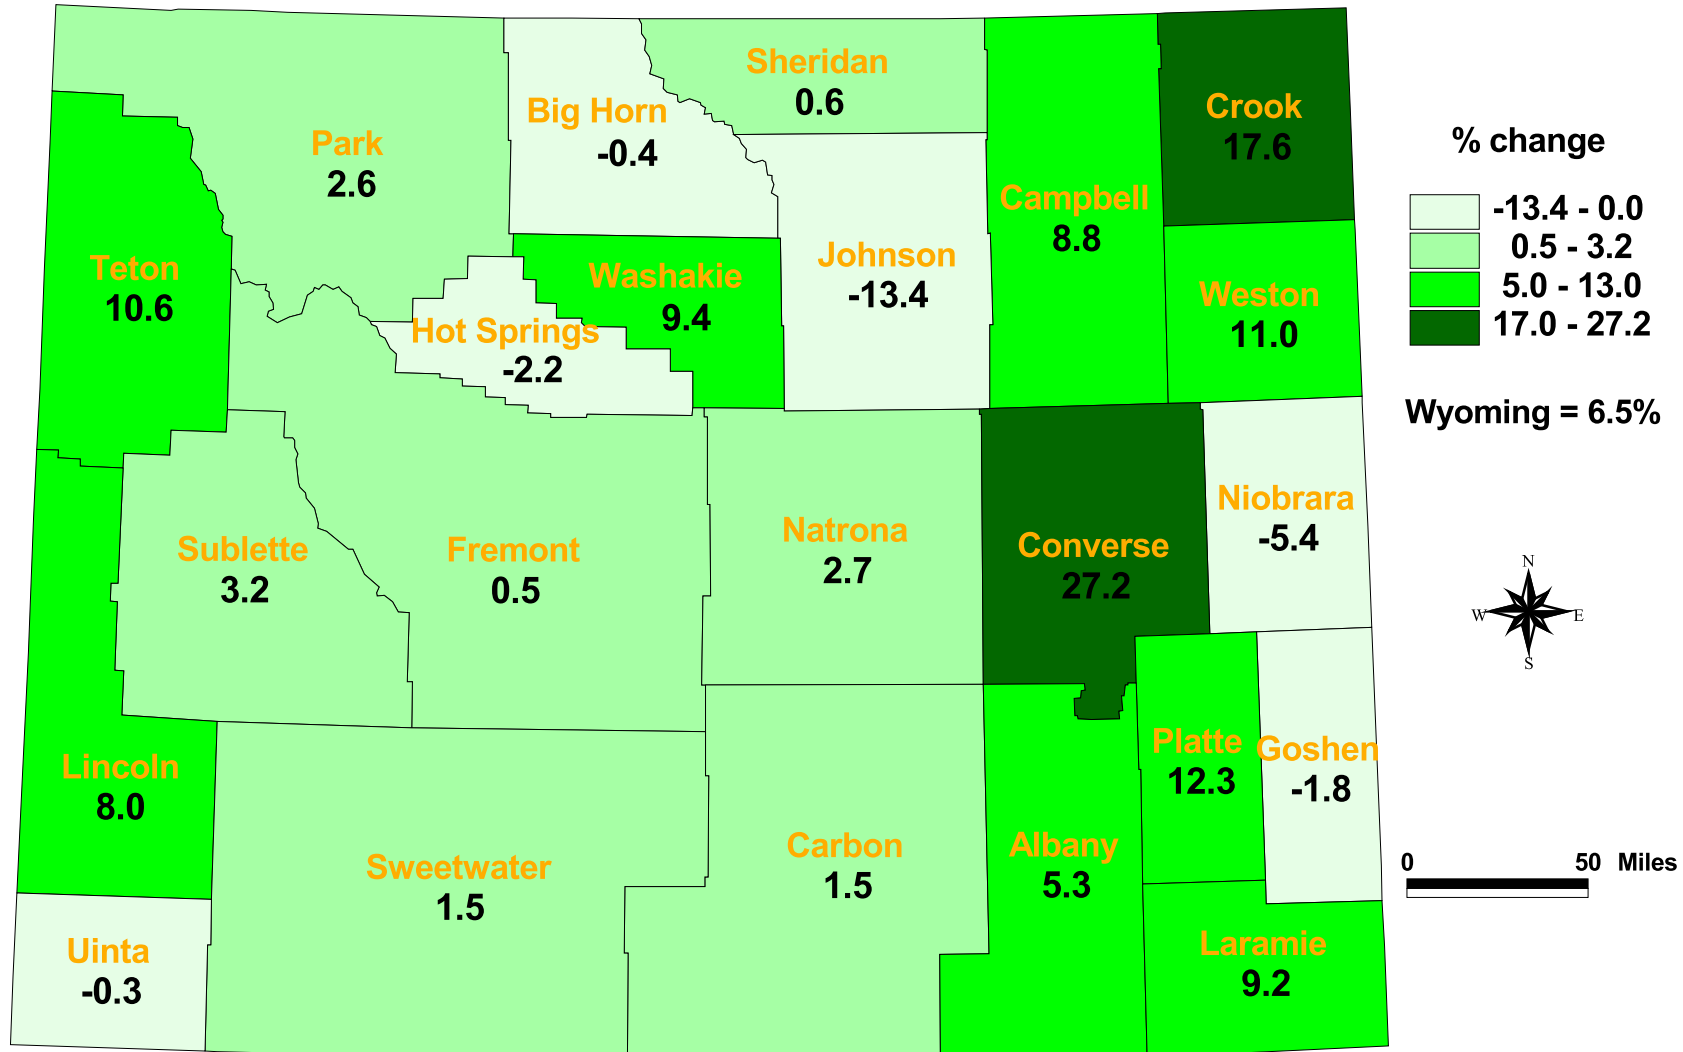 Sheridan
0.6
Big Horn
-0.4
Crook
17.6
Park
2.6
% change
-13.4 - 0.0
0.5 - 3.2
5.0 - 13.0
17.0 - 27.2
Campbell
8.8
Johnson
-13.4
Teton
10.6
Washakie
9.4
Weston
11.0
Hot Springs
-2.2
Wyoming = 6.5%
Niobrara
-5.4
Natrona
2.7
Converse
27.2
Sublette
3.2
Fremont
0.5
N
W
E
S
Platte
12.3
Goshen
-1.8
Lincoln
8.0
Carbon
1.5
Albany
5.3
Sweetwater
1.5
0 50 Miles
Uinta
-0.3
Laramie
9.2